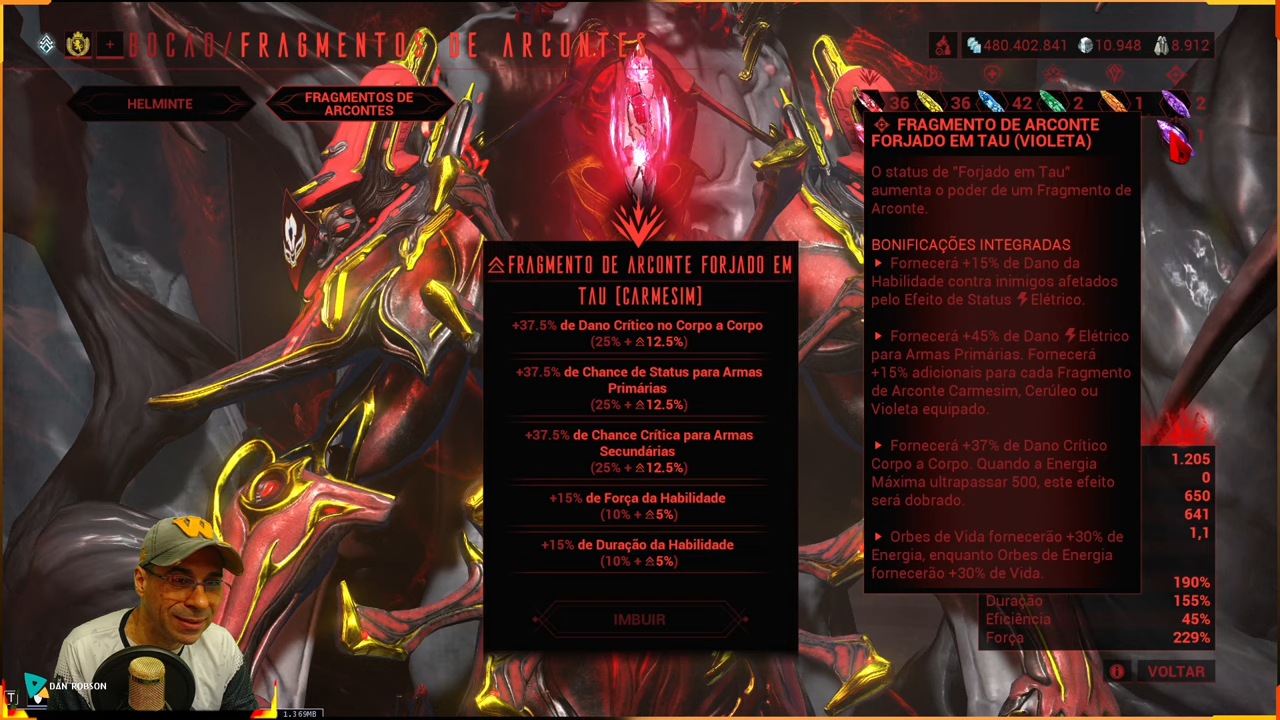 BOCAO/FRAGMENTOS DE ARCONTES
480.402.841 10.948 8.912
HELMINTE
FRAGMENTOS DE
ARCONTES
36 36 42 2 1 2
1
FRAGMENTO DE ARCONTE
FORJADO EM TAU (VIOLETA)
O status de "Forjado em Tau"
aumenta o poder de um Fragmento de
Arconte.
BONIFICAÇÕES INTEGRADAS
Fornecerá +15% de Dano da
Habilidade contra inimigos afetados
pelo Efeito de Status Elétrico.
Fornecerá +45% de Dano Elétrico
para Armas Primárias. Fornecerá
+15% adicionais para cada Fragmento
de Arconte Carmesim, Cerúleo ou
Violeta equipado.
Fornecerá +37% de Dano Crítico
Corpo a Corpo. Quando a Energia
Máxima ultrapassar 500, este efeito
será dobrado.
Orbes de Vida fornecerão +30% de
Energia, enquanto Orbes de Energia
fornecerão +30% de Vida.
FRAGMENTO DE ARCONTE FORJADO EM
TAU [CARMESIM]
+37.5% de Dano Crítico no Corpo a Corpo
(25% + 12.5%)
+37.5% de Chance de Status para Armas
Primárias
(25% + 12.5%)
+37.5% de Chance Crítica para Armas
Secundárias
(25% + 12.5%)
+15% de Força da Habilidade
(10% + 5%)
+15% de Duração da Habilidade
(10% + 5%)
IMBUIR
1.205
0
650
641
1,1
190%
Duração 155%
Eficiência 45%
Força 229%
VOLTAR
DAN ROBSON
T
1.369MB